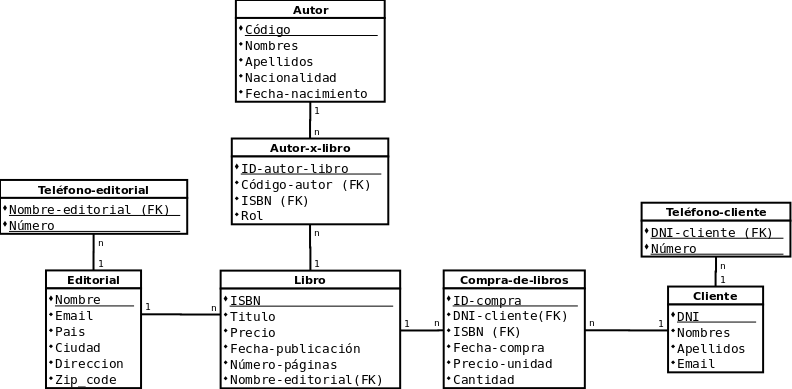 Autor
Código
Nombres
Apellidos
Nacionalidad
Fecha-nacimiento
1
n
Autor-x-libro
ID-autor-libro
Código-autor (FK)
ISBN (FK)
Rol
Teléfono-editorial
Nombre-editorial (FK)
Número
n
1
n
1
Teléfono-cliente
DNI-cliente (FK)
Número
n
1
Editorial
Nombre
Email
Pais
Ciudad
Direccion
Zip_code
1
n
Libro
ISBN
Titulo
Precio
Fecha-publicación
Número-páginas
Nombre-editorial(FK)
1
n
Compra-de-libros
ID-compra
DNI-cliente(FK)
ISBN (FK)
Fecha-compra
Precio-unidad
Cantidad
n
1
Cliente
DNI
Nombres
Apellidos
Email